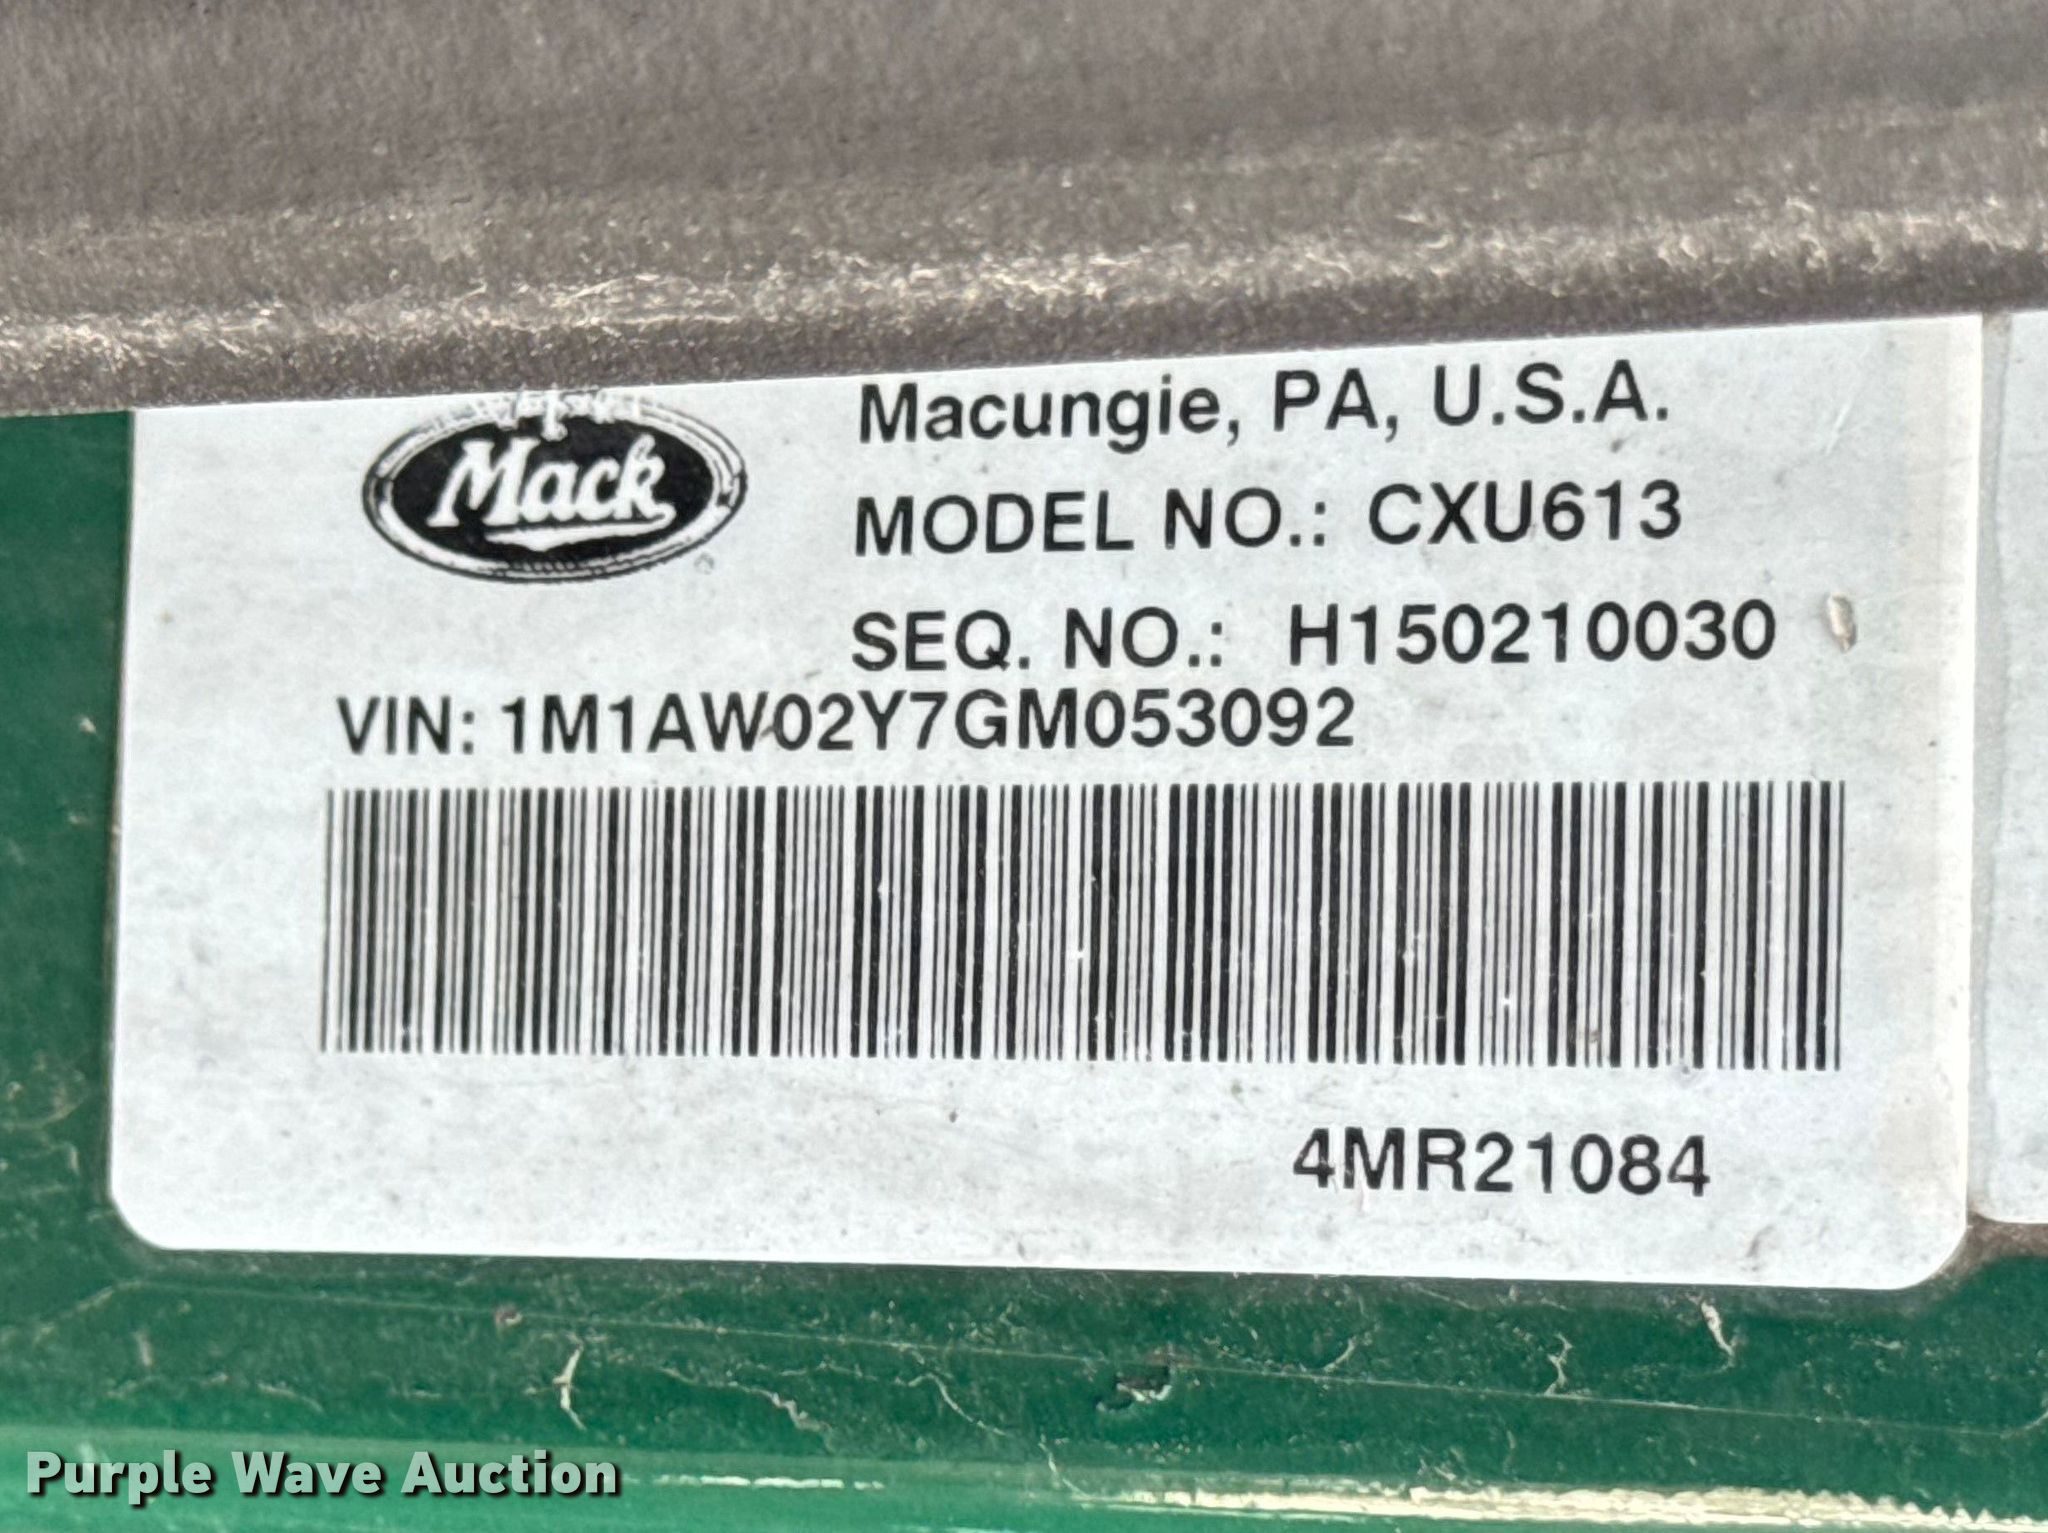 Mack
Macungie, PA, U.S.A.
MODEL NO.: CXU613
SEQ. NO.: H150210030
VIN: 1M1AW02Y7GM053092
4MR21084
Purple Wave Auction